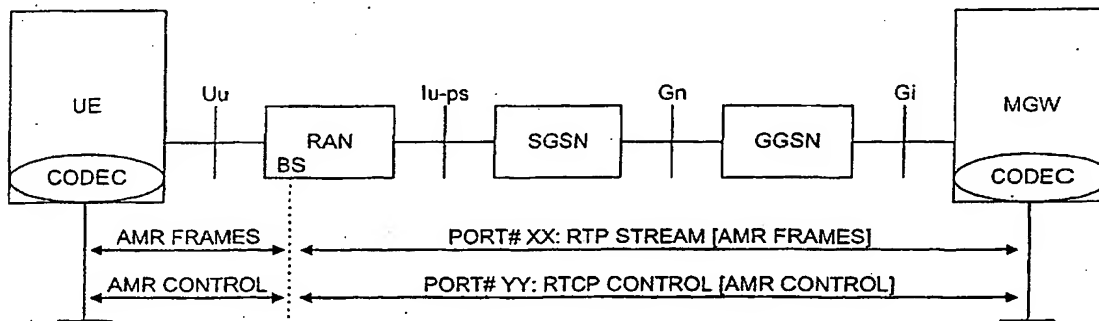 UE
Uu
RAN
BS
Iu-ps
SGSN
Gn
GGSN
Gi
MGW
CODEC
CODEC
AMR FRAMES
PORT# XX: RTP STREAM [AMR FRAMES]
AMR CONTROL
PORT# YY: RTCP CONTROL [AMR CONTROL]